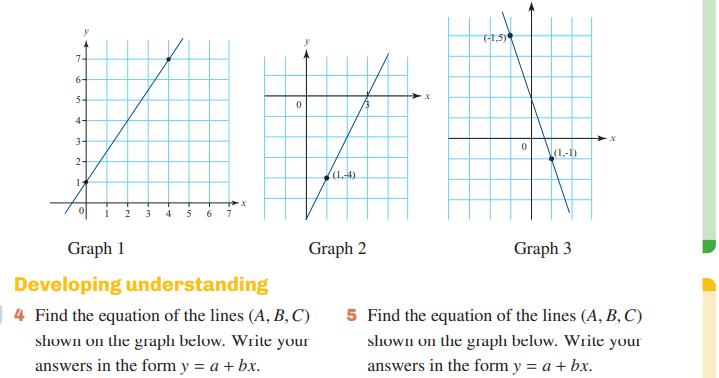 y
7
6
5
4
3
2
1
0
1 2 3 4 5 6 7 x
Graph 1
y
0
3
x
(1,-4)
Graph 2
(-1,5)
0
x
(1,-1)
Graph 3
Developing understanding
4 Find the equation of the lines (A, B, C)
shown on the graph below. Write your
answers in the form y = a + bx.
5 Find the equation of the lines (A, B, C)
shown on the graph below. Write your
answers in the form y = a + bx.